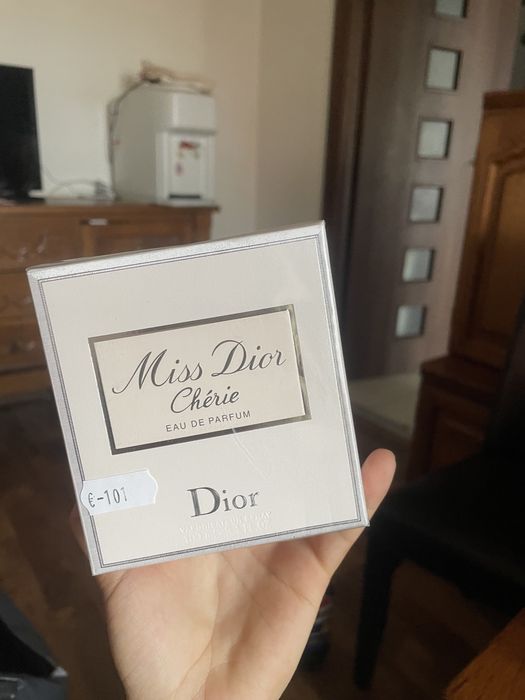 Miss Dior
Chérie
EAU DE PARFUM
€-101
Dior